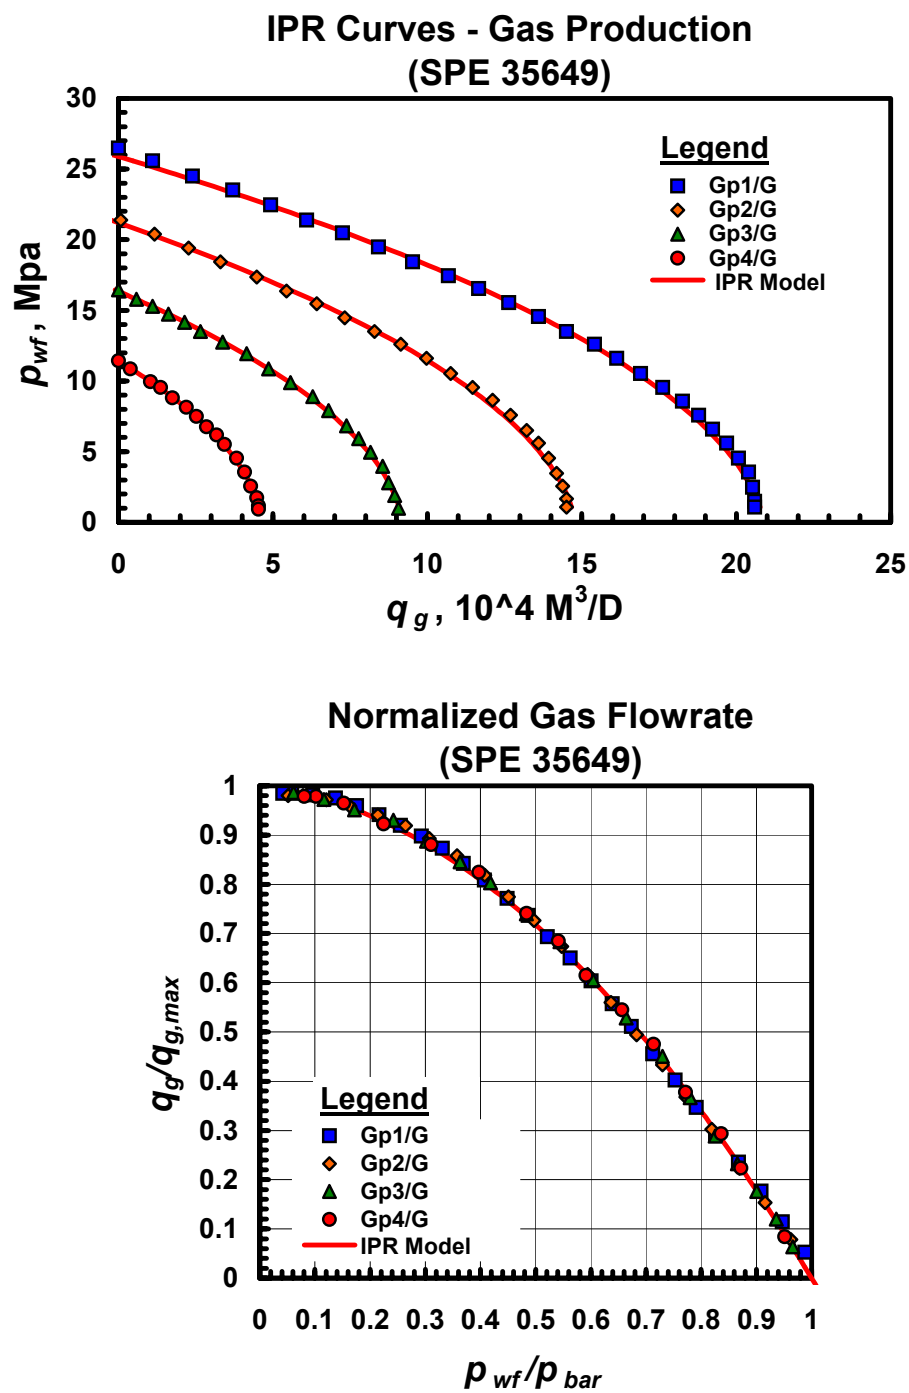 IPR Curves - Gas Production
(SPE 35649)
30
25
20
15
10
5
0
p wf , Mpa
Legend
Gp1/G
Gp2/G
Gp3/G
Gp4/G
IPR Model
0 5 10 15 20 25
q g , 10^4 M3/D
Normalized Gas Flowrate
(SPE 35649)
1
0.9
0.8
0.7
0.6
0.5
0.4
0.3
0.2
0.1
0
qg/qg,max
Legend
Gp1/G
Gp2/G
Gp3/G
Gp4/G
IPR Model
0 0.1 0.2 0.3 0.4 0.5 0.6 0.7 0.8 0.9 1
p wf/p bar